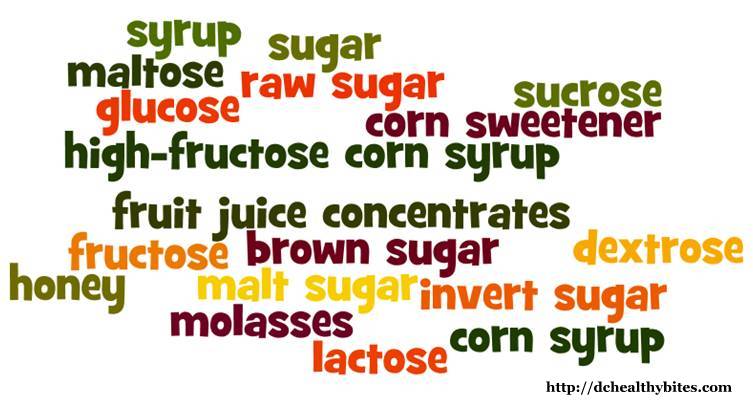 syrup
sugar
maltose
raw sugar
sucrose
glucose
corn sweetener
high-fructose corn syrup
fruit juice concentrates
fructose
brown sugar
dextrose
honey
malt sugar
invert sugar
molasses
corn syrup
lactose
http://dchealthybites.com